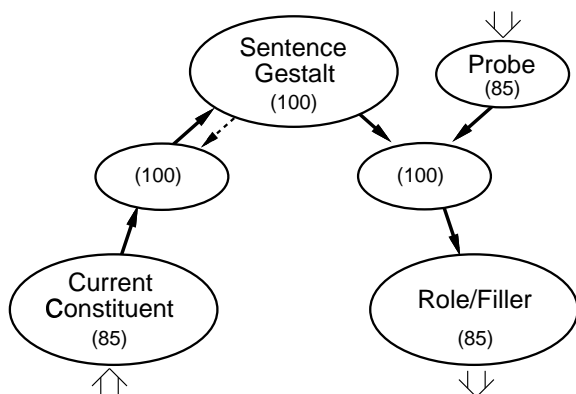 Sentence
Gestalt
(100)
Probe
(85)
(100)
(100)
Current
Constituent
(85)
Role/Filler
(85)